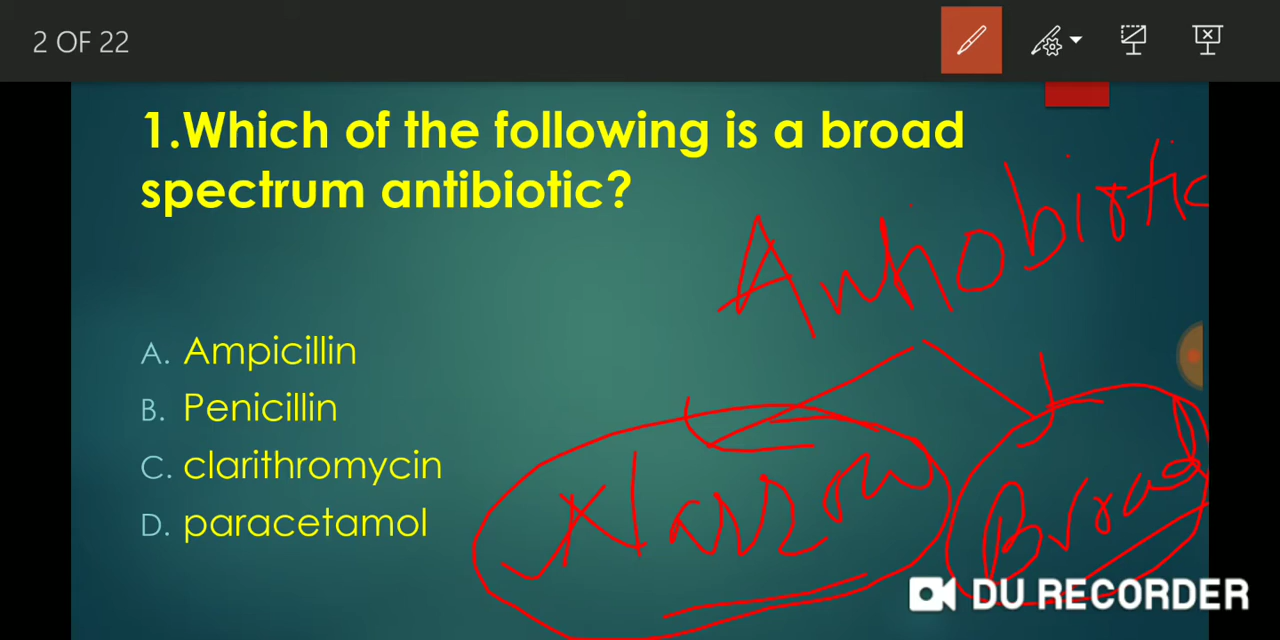 2 OF 22
1.Which of the following is a broad
spectrum antibiotic?
Antibiotic
A. Ampicillin
B. Penicillin
C. clarithromycin
D. paracetamol
Narrow
Broad
DU RECORDER